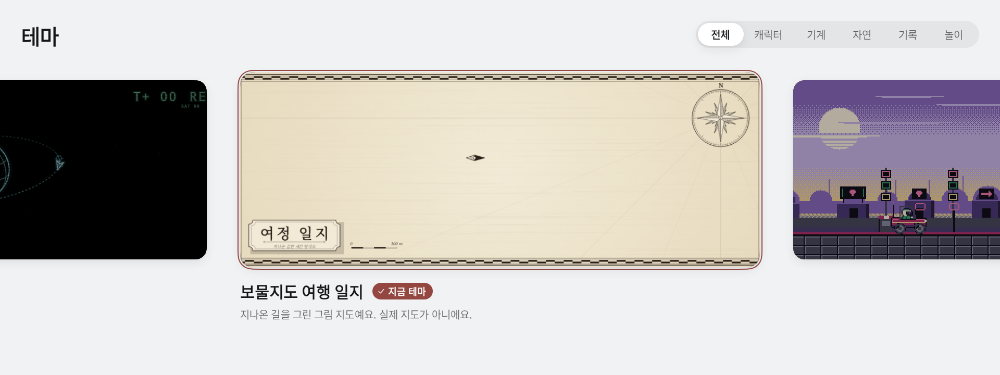 테마
전체 캐릭터 기계 자연 기록 놀이
T+ 00 RE
N
여정 일지
0
보물지도 여행 일지
지금 테마
지나온 길을 그린 그림 지도예요. 실제 지도가 아니에요.